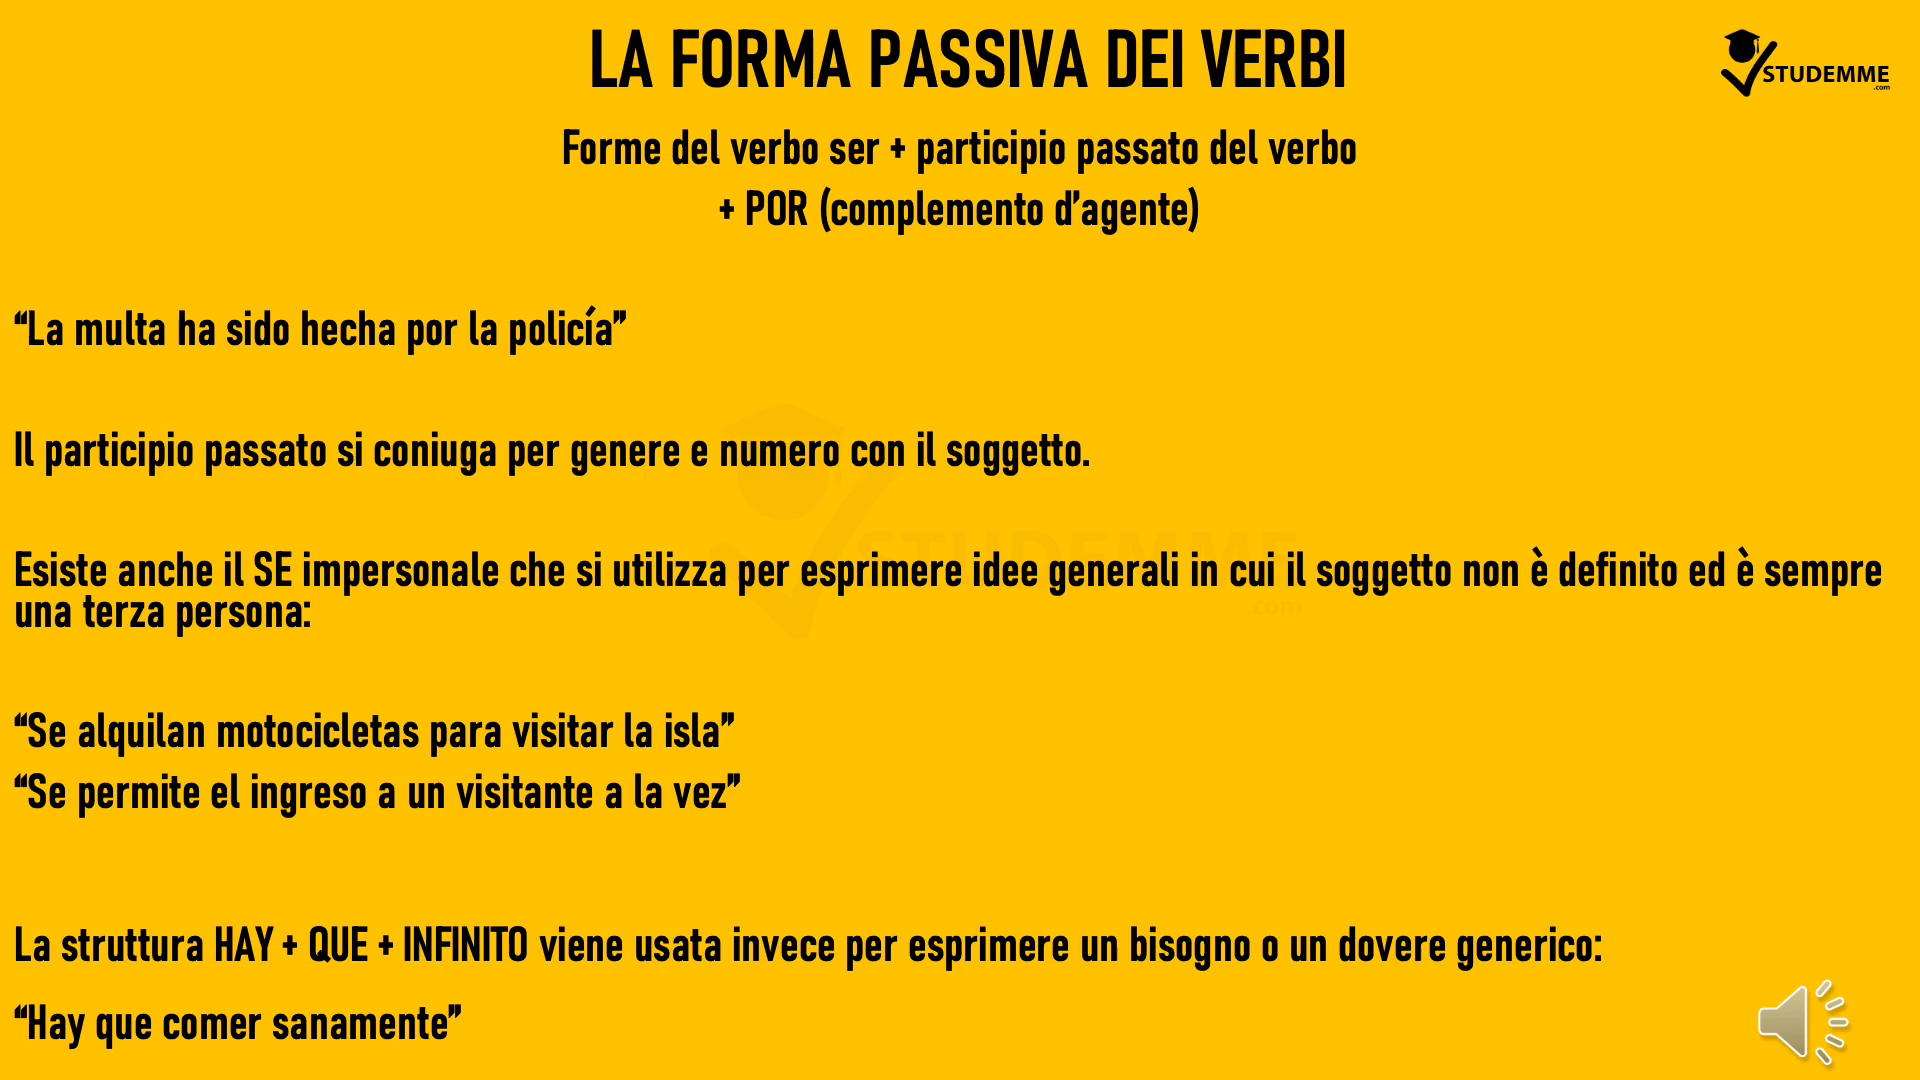 LA FORMA PASSIVA DEI VERBI
STUDEMME
.com
Forme del verbo ser + participio passato del verbo
+ POR (complemento d’agente)
“La multa ha sido hecha por la policía”
Il participio passato si coniuga per genere e numero con il soggetto.
STUDEMME
.com
Esiste anche il SE impersonale che si utilizza per esprimere idee generali in cui il soggetto non è definito ed è sempre
una terza persona:
“Se alquilan motocicletas para visitar la isla”
“Se permite el ingreso a un visitante a la vez”
La struttura HAY + QUE + INFINITO viene usata invece per esprimere un bisogno o un dovere generico:
“Hay que comer sanamente”